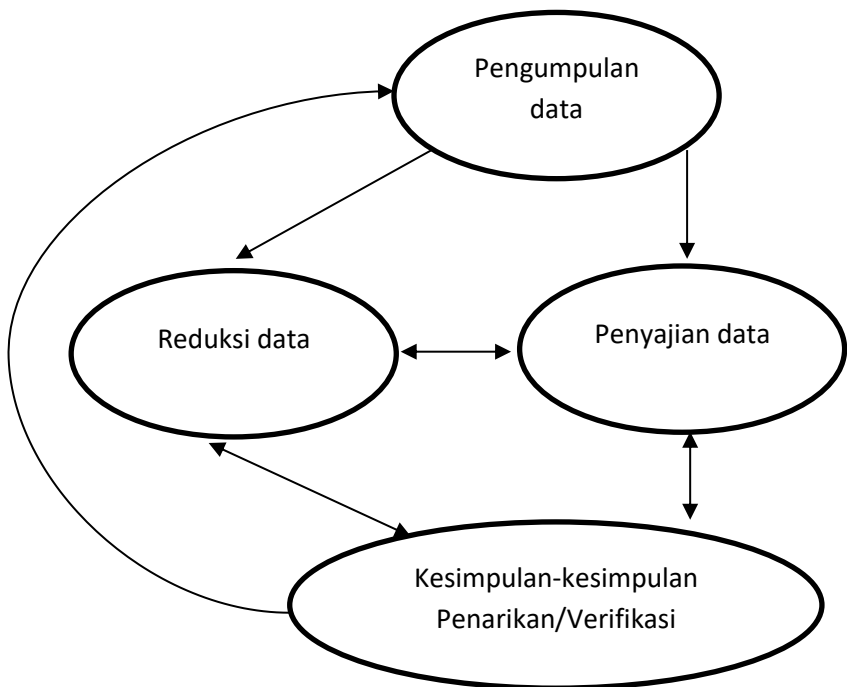 Pengumpulan
data
Reduksi data
Penyajian data
Kesimpulan-kesimpulan
Penarikan/Verifikasi